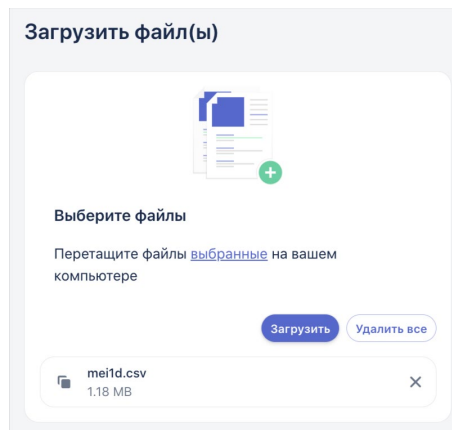 Загрузить файл(ы)
Выберите файлы
Перетащите файлы выбранные на вашем
компьютере
Загрузить
Удалить все
mei1d.csv
1.18 MB